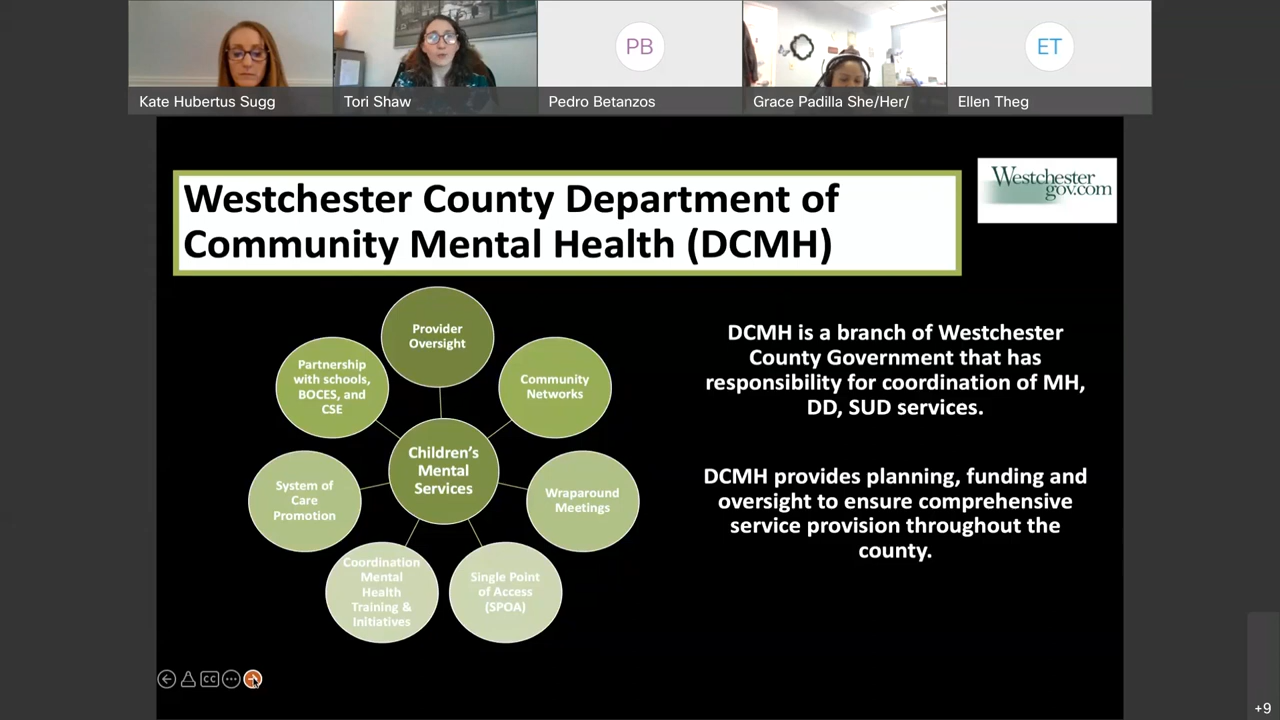 Kate Hubertus Sugg
Tori Shaw
PB
Pedro Betanzos
Grace Padilla She/Her/
ET
Ellen Theg
Westchester County Department of
Community Mental Health (DCMH)
Westchester
gov.com
Provider
Oversight
Community
Networks
Wraparound
Meetings
Single Point
of Access
(SPOA)
Coordination
Mental
Health
Training &
Initiatives
System of
Care
Promotion
Partnership
with schools,
BOCES, and
CSE
Children's
Mental
Services
DCMH is a branch of Westchester
County Government that has
responsibility for coordination of MH,
DD, SUD services.
DCMH provides planning, funding and
oversight to ensure comprehensive
service provision throughout the
county.
CC
+9